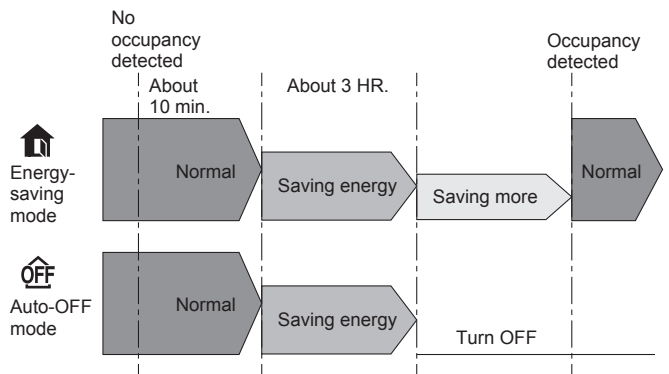 No
occupancy
detected
Occupancy
detected
About
10 min.
About 3 HR.
Energy-
saving
mode
Normal
Saving energy
Saving more
Normal
OFF
Auto-OFF
mode
Normal
Saving energy
Turn OFF